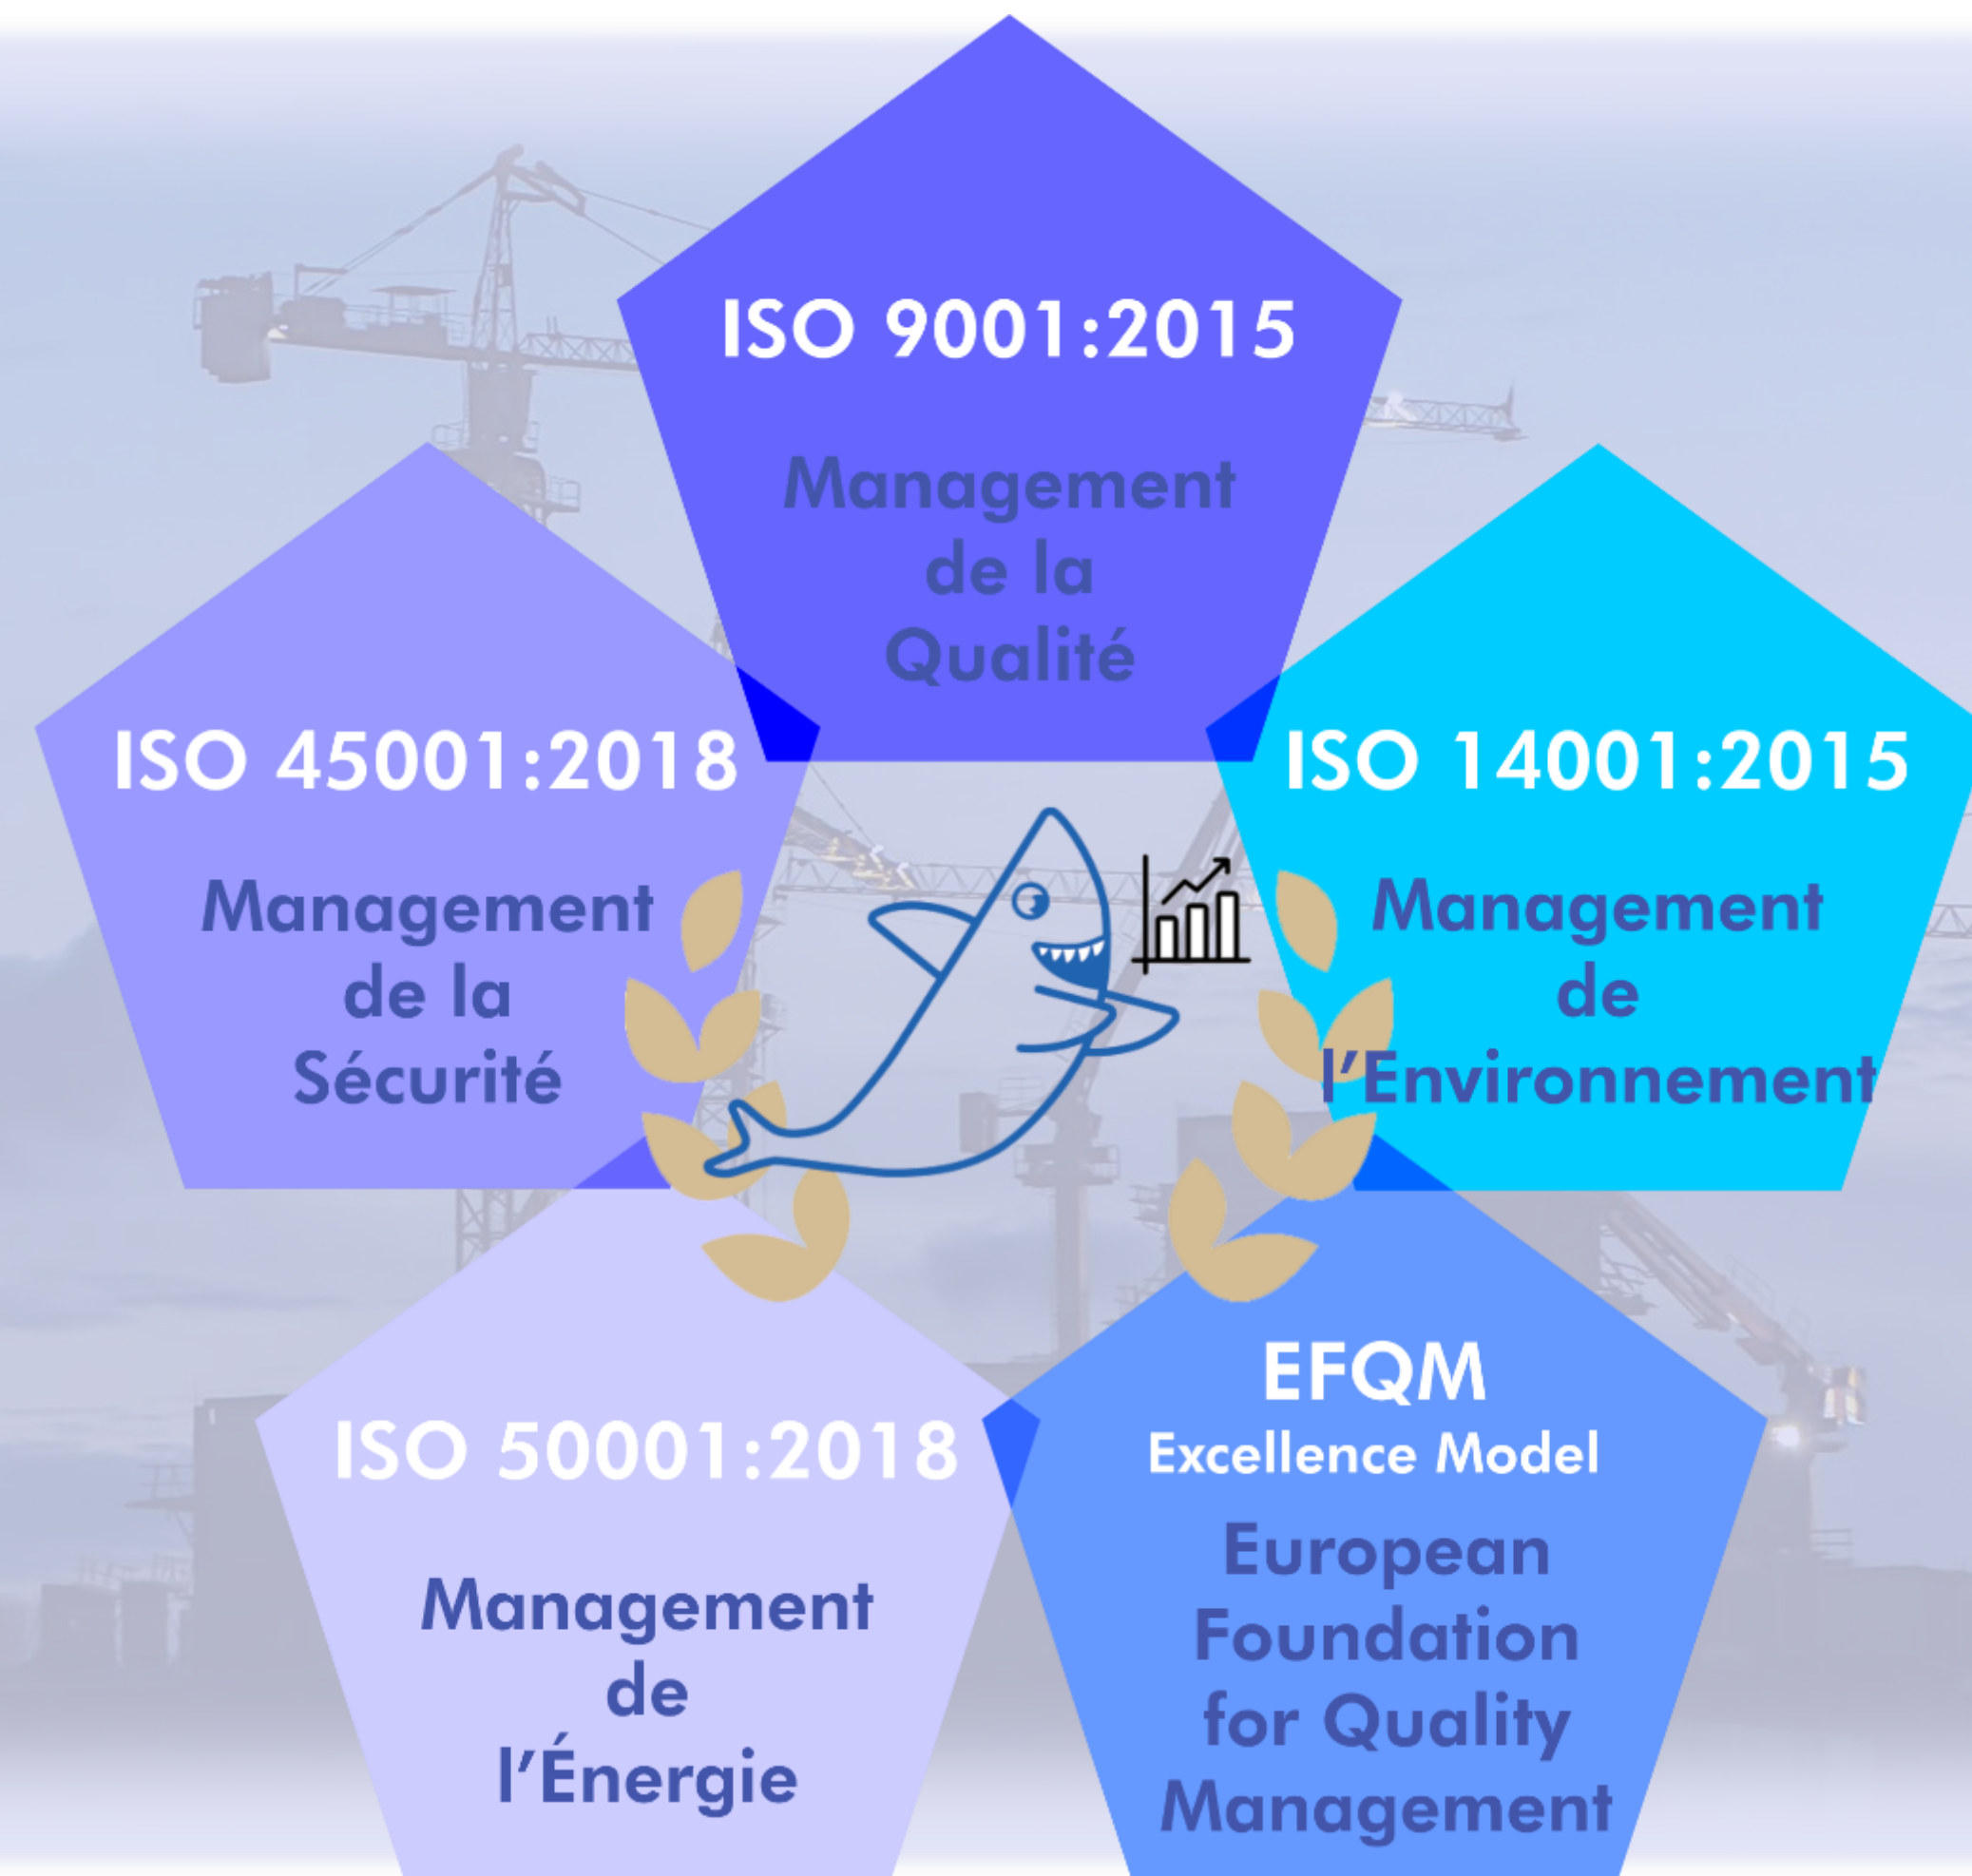 ISO 9001:2015
Management
de la
Qualité
ISO 45001:2018
Management
de la
Sécurité
ISO 14001:2015
Management
de
l’Environnement
ISO 50001:2018
Management
de
l’Énergie
EFQM
Excellence Model
European
Foundation
for Quality
Management